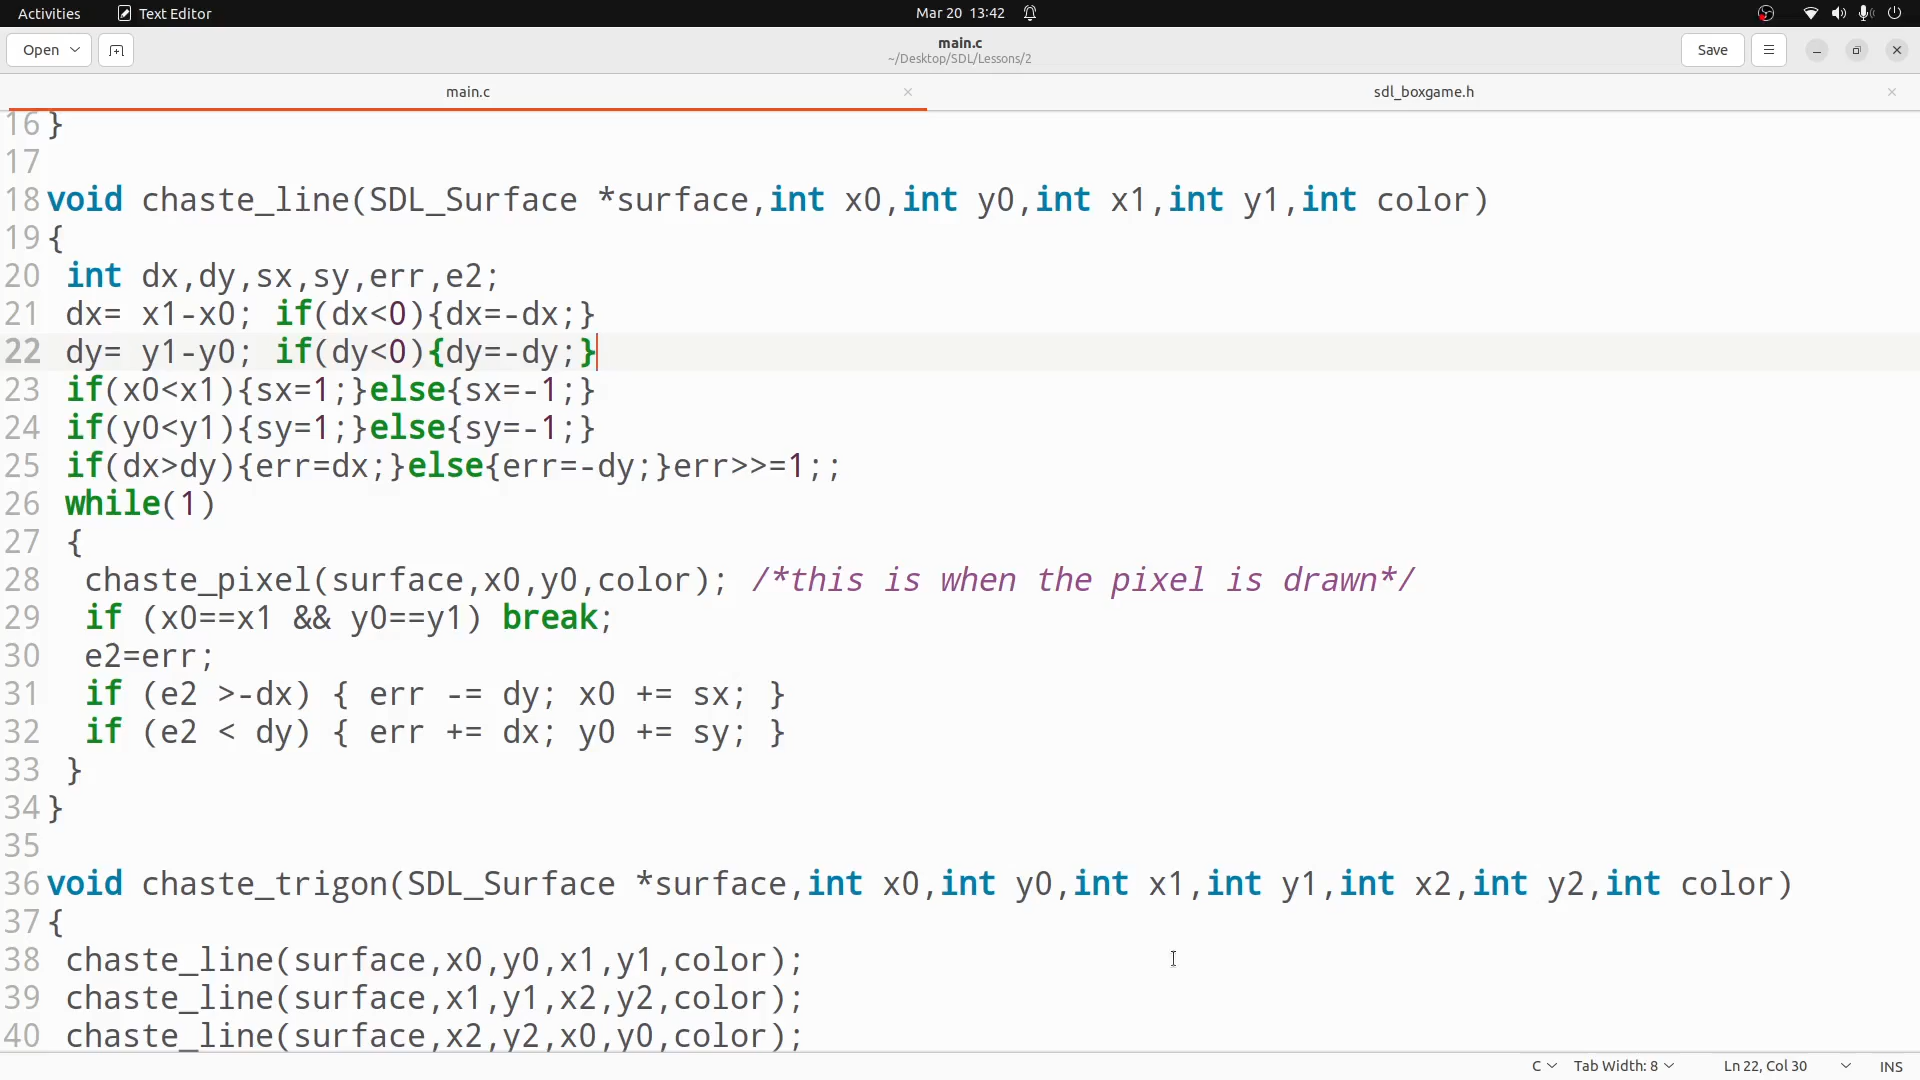 Activities Text Editor Mar 20 13:42
Open main.c Save
~/Desktop/SDL/Lessons/2
main.c sdl_boxgame.h
16 }
17
18 void chaste_line(SDL_Surface *surface,int x0,int y0,int x1,int y1,int color)
19 {
20  int dx,dy,sx,sy,err,e2;
21  dx= x1-x0; if(dx<0){dx=-dx;}
22  dy= y1-y0; if(dy<0){dy=-dy;}
23  if(x0<x1){sx=1;}else{sx=-1;}
24  if(y0<y1){sy=1;}else{sy=-1;}
25  if(dx>dy){err=dx;}else{err=-dy;}err>>=1;;
26  while(1)
27  {
28   chaste_pixel(surface,x0,y0,color); /*this is when the pixel is drawn*/
29   if (x0==x1 && y0==y1) break;
30   e2=err;
31   if (e2 >-dx) { err -= dy; x0 += sx; }
32   if (e2 < dy) { err += dx; y0 += sy; }
33  }
34 }
35
36 void chaste_trigon(SDL_Surface *surface,int x0,int y0,int x1,int y1,int x2,int y2,int color)
37 {
38  chaste_line(surface,x0,y0,x1,y1,color);
39  chaste_line(surface,x1,y1,x2,y2,color);
40  chaste_line(surface,x2,y2,x0,y0,color);
C Tab Width: 8 Ln 22, Col 30 INS